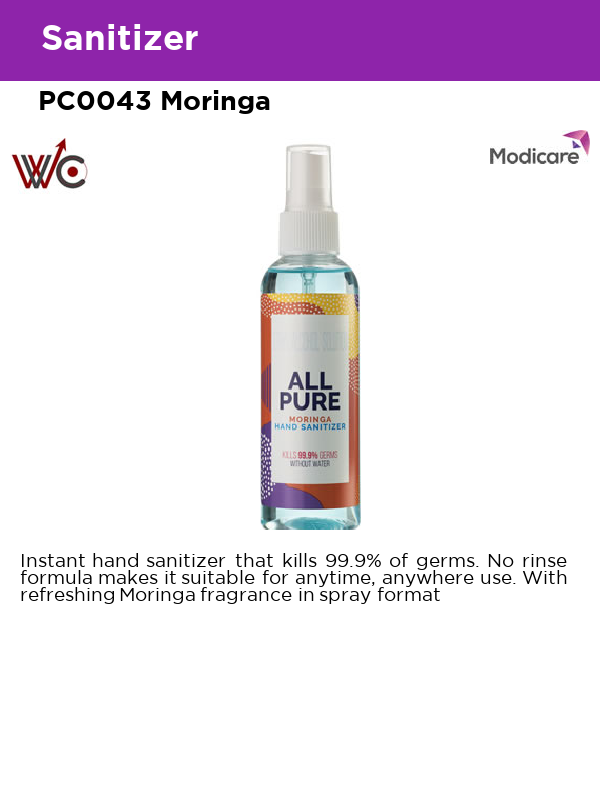 Sanitizer
PC0043 Moringa
WC
Modicare
ALL
PURE
MORINGA
HAND SANITIZER
KILLS 99.9% GERMS
WITHOUT WATER
Instant hand sanitizer that kills 99.9% of germs. No rinse
formula makes it suitable for anytime, anywhere use. With
refreshing Moringa fragrance in spray format